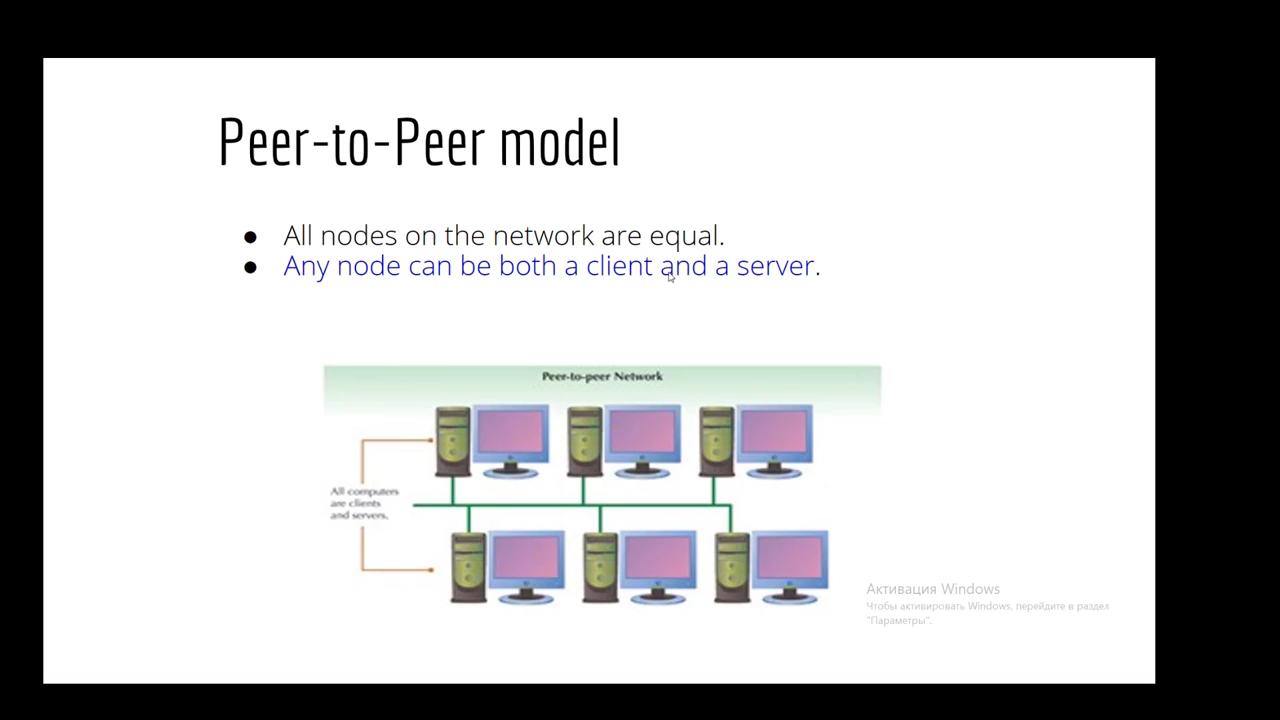 Peer-to-Peer model
● All nodes on the network are equal.
● Any node can be both a client and a server.
Peer-to-peer Network
All computers
are clients
and servers.
Активация Windows
Чтобы активировать Windows, перейдите в раздел
"Параметры".